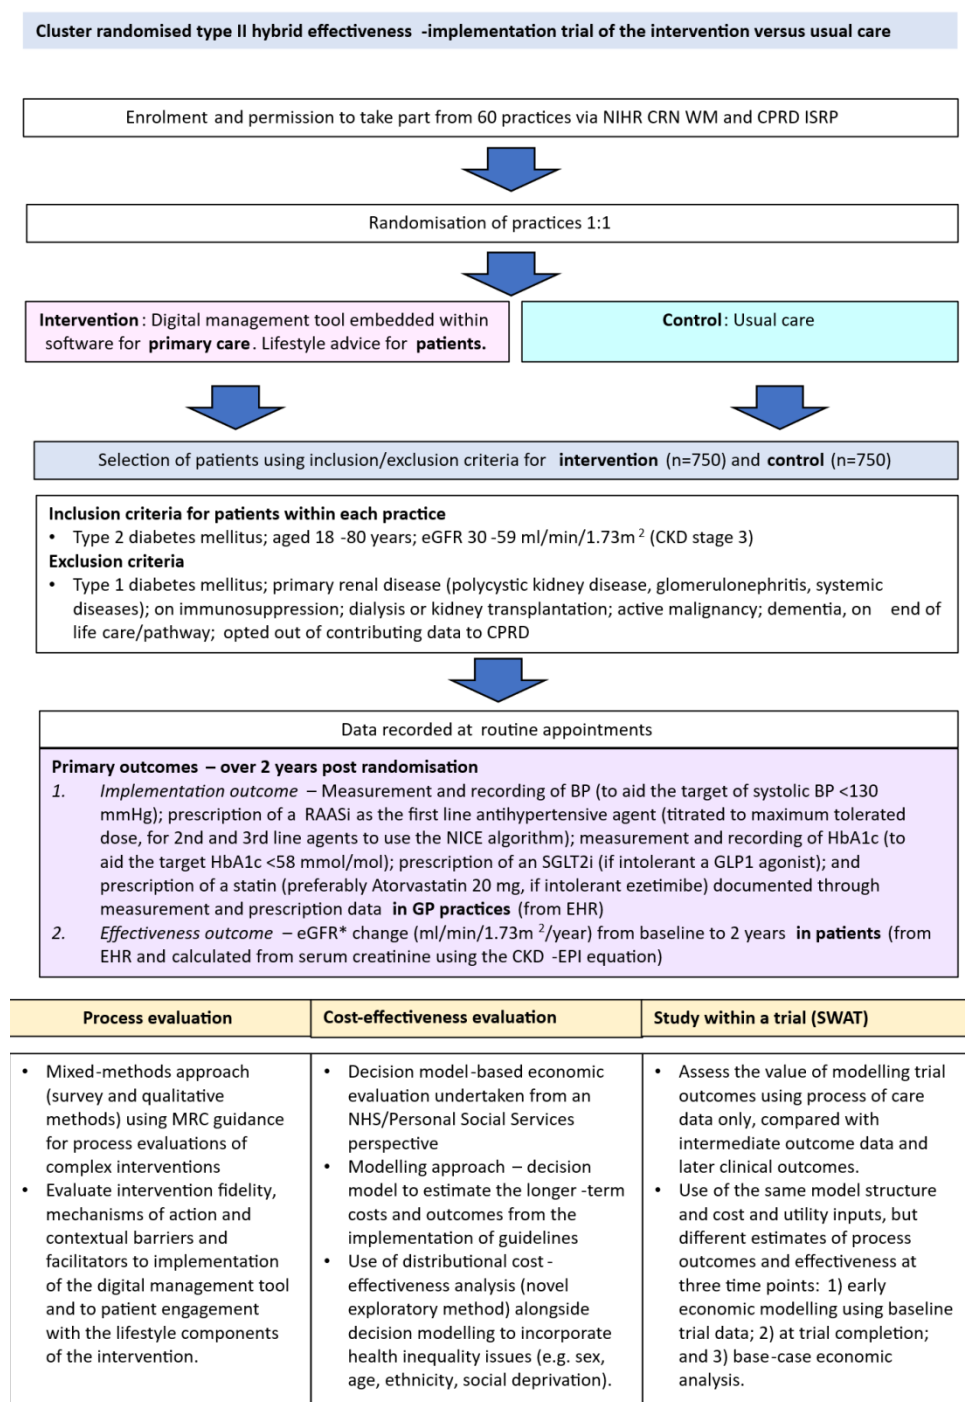 Cluster randomised type II hybrid effectiveness -implementation trial of the intervention versus usual care
Enrolment and permission to take part from 60 practices via NIHR CRN WM and CPRD ISRP
Randomisation of practices 1:1
Intervention: Digital management tool embedded within
software for primary care. Lifestyle advice for patients.
Control: Usual care
Selection of patients using inclusion/exclusion criteria for intervention (n=750) and control (n=750)
Inclusion criteria for patients within each practice
• Type 2 diabetes mellitus; aged 18 -80 years; eGFR 30 -59 ml/min/1.73m 2 (CKD stage 3)
Exclusion criteria
• Type 1 diabetes mellitus; primary renal disease (polycystic kidney disease, glomerulonephritis, systemic
diseases); on immunosuppression; dialysis or kidney transplantation; active malignancy; dementia, on end of
life care/pathway; opted out of contributing data to CPRD
Data recorded at routine appointments
Primary outcomes – over 2 years post randomisation
1. Implementation outcome – Measurement and recording of BP (to aid the target of systolic BP <130
mmHg); prescription of a RAASi as the first line antihypertensive agent (titrated to maximum tolerated
dose, for 2nd and 3rd line agents to use the NICE algorithm); measurement and recording of HbA1c (to
aid the target HbA1c <58 mmol/mol); prescription of an SGLT2i (if intolerant a GLP1 agonist); and
prescription of a statin (preferably Atorvastatin 20 mg, if intolerant ezetimibe) documented through
measurement and prescription data in GP practices (from EHR)
2. Effectiveness outcome – eGFR* change (ml/min/1.73m 2/year) from baseline to 2 years in patients (from
EHR and calculated from serum creatinine using the CKD -EPI equation)
Process evaluation
• Mixed-methods approach
(survey and qualitative
methods) using MRC guidance
for process evaluations of
complex interventions
• Evaluate intervention fidelity,
mechanisms of action and
contextual barriers and
facilitators to implementation
of the digital management tool
and to patient engagement
with the lifestyle components
of the intervention.
Cost-effectiveness evaluation
• Decision model-based economic
evaluation undertaken from an
NHS/Personal Social Services
perspective
• Modelling approach – decision
model to estimate the longer -term
costs and outcomes from the
implementation of guidelines
• Use of distributional cost -
effectiveness analysis (novel
exploratory method) alongside
decision modelling to incorporate
health inequality issues (e.g. sex,
age, ethnicity, social deprivation).
Study within a trial (SWAT)
• Assess the value of modelling trial
outcomes using process of care
data only, compared with
intermediate outcome data and
later clinical outcomes.
• Use of the same model structure
and cost and utility inputs, but
different estimates of process
outcomes and effectiveness at
three time points: 1) early
economic modelling using baseline
trial data; 2) at trial completion;
and 3) base-case economic
analysis.